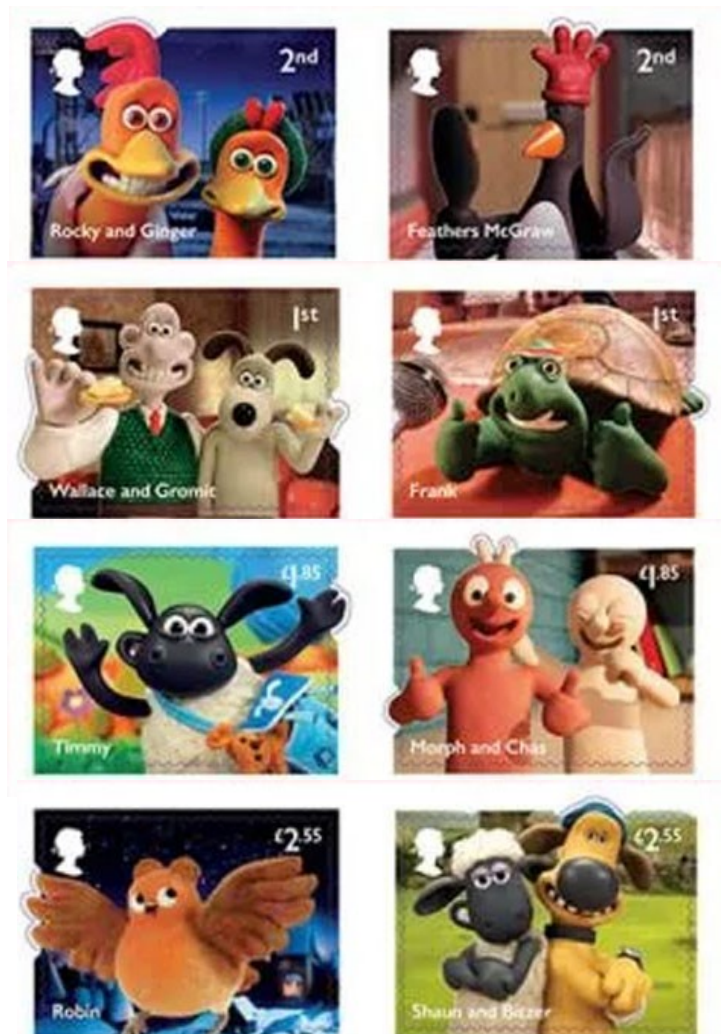 2nd
Rocky and Ginger
2nd
Feathers McGraw
1st
Wallace and Gromit
1st
Frank
£1.85
Timmy
£1.85
Morph and Chas
£2.55
Robin
£2.55
Shaun and Bitzer